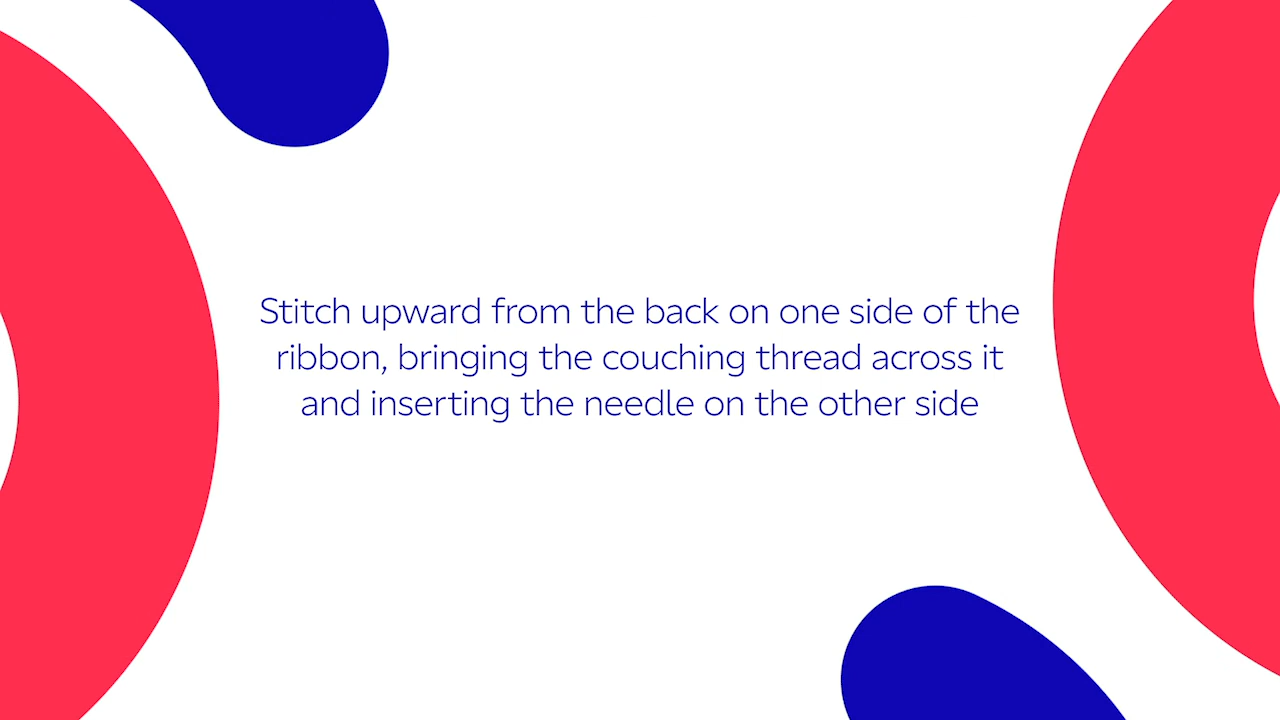 Stitch upward from the back on one side of the
ribbon, bringing the couching thread across it
and inserting the needle on the other side